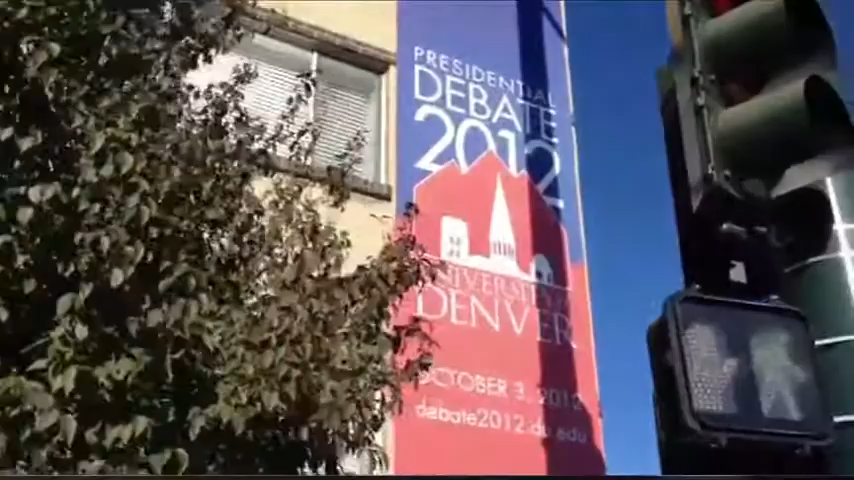 PRESIDENTIAL
DEBATE
2012
UNIVERSITY of
DENVER
OCTOBER 3, 2012
debate2012.du.edu